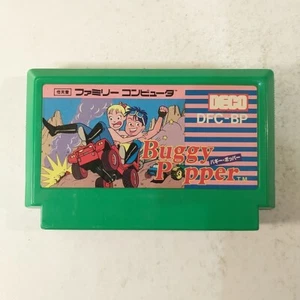 任天堂 ファミリーコンピュータ
DECO
DFC-BP
Buggy
バギー・ポッパー
Popper
TM